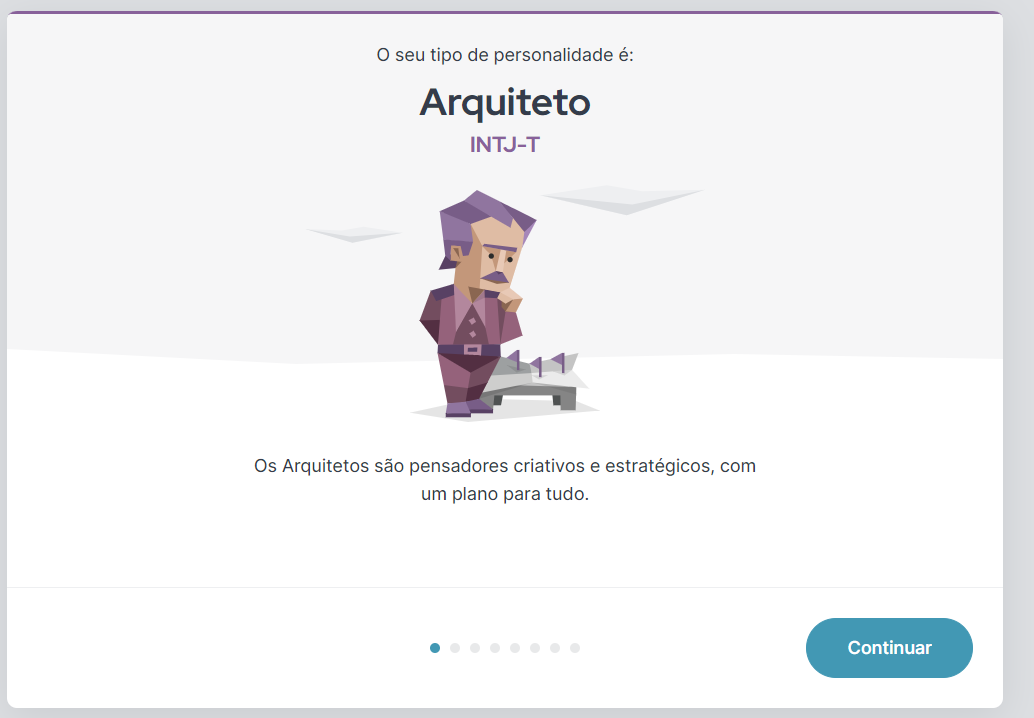 O seu tipo de personalidade é:
Arquiteto
INTJ-T
Os Arquitetos são pensadores criativos e estratégicos, com
um plano para tudo.
Continuar